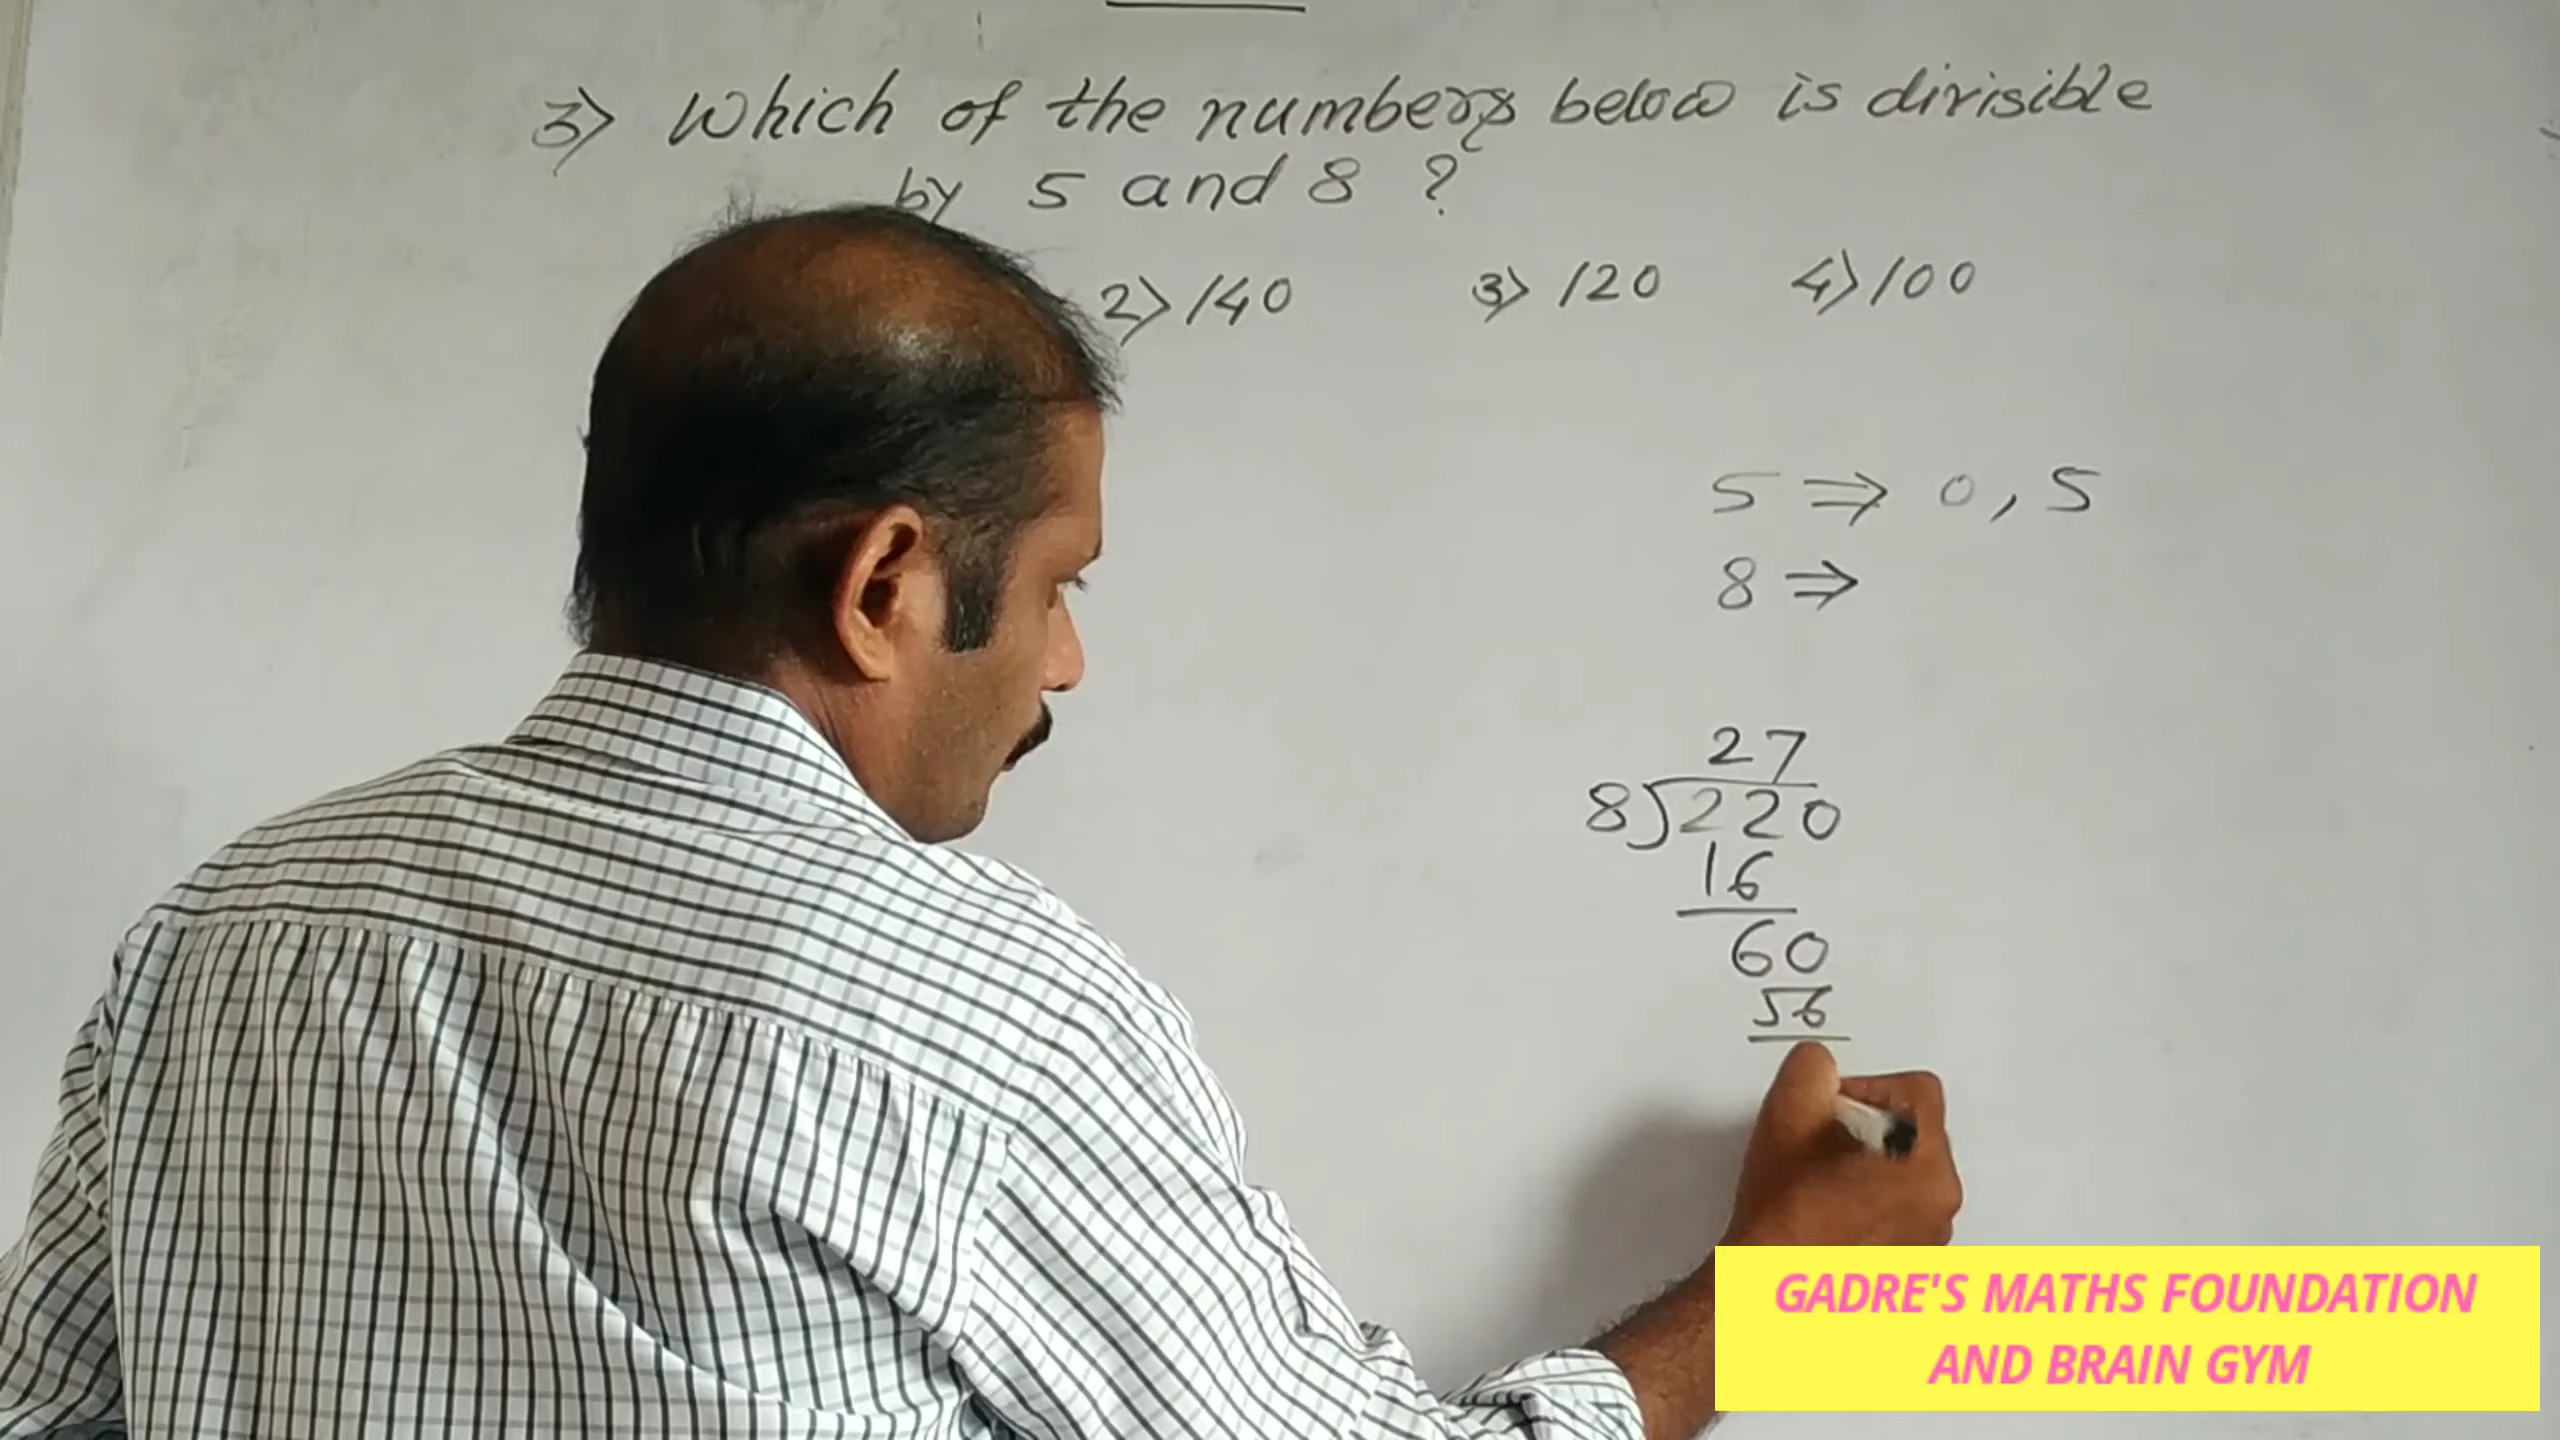 3) Which of the numbers below is divisible
by 5 and 8 ?
2) 140 3) 120 4) 100
5 ⇒ 0, 5
8 ⇒
27
8)220
16
60
56
GADRE'S MATHS FOUNDATION
AND BRAIN GYM